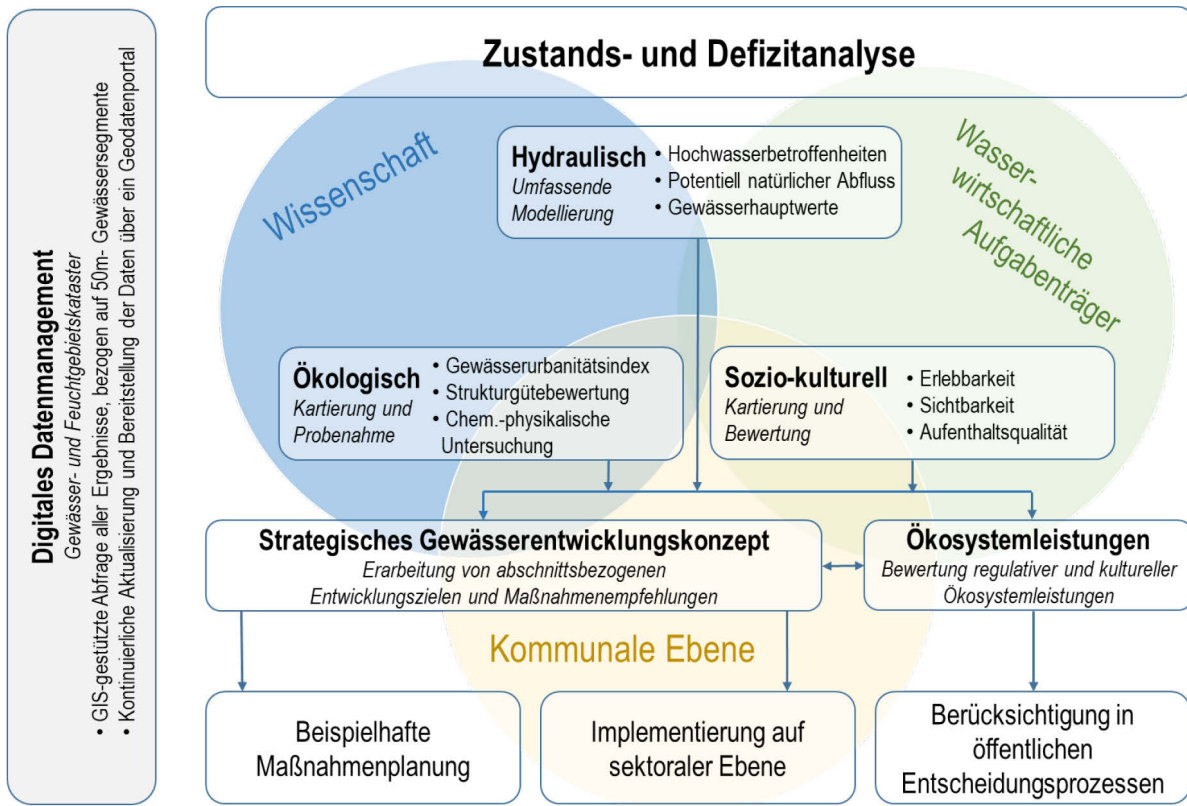 Digitales Datenmanagement
Gewässer- und Feuchtgebietskataster
• GIS-gestützte Abfrage aller Ergebnisse, bezogen auf 50m- Gewässersegmente
• Kontinuierliche Aktualisierung und Bereitstellung der Daten über ein Geodatenportal
Zustands- und Defizitanalyse
Wissenschaft
Wasser-
wirtschaftliche
Aufgabenträger
Hydraulisch
Umfassende
Modellierung
• Hochwasserbetroffenheiten
• Potentiell natürlicher Abfluss
• Gewässerhauptwerte
Ökologisch
Kartierung und
Probenahme
• Gewässerurbanitätsindex
• Strukturgütebewertung
• Chem.-physikalische
Untersuchung
Sozio-kulturell
Kartierung und
Bewertung
• Erlebbarkeit
• Sichtbarkeit
• Aufenthaltsqualität
Strategisches Gewässerentwicklungskonzept
Erarbeitung von abschnittsbezogenen
Entwicklungszielen und Maßnahmenempfehlungen
Ökosystemleistungen
Bewertung regulativer und kultureller
Ökosystemleistungen
Kommunale Ebene
Beispielhafte
Maßnahmenplanung
Implementierung auf
sektoraler Ebene
Berücksichtigung in
öffentlichen
Entscheidungsprozessen